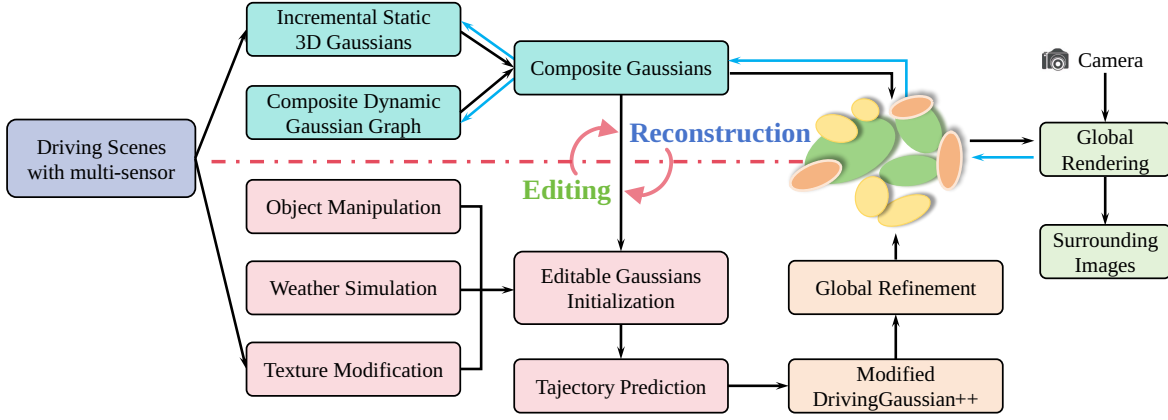 Incremental Static
3D Gaussians
Composite Gaussians
Camera
Composite Dynamic
Gaussian Graph
Driving Scenes
with multi-sensor
Reconstruction
Editing
Global
Rendering
Object Manipulation
Surrounding
Images
Weather Simulation
Editable Gaussians
Initialization
Global Refinement
Texture Modification
Tajectory Prediction
Modified
DrivingGaussian++